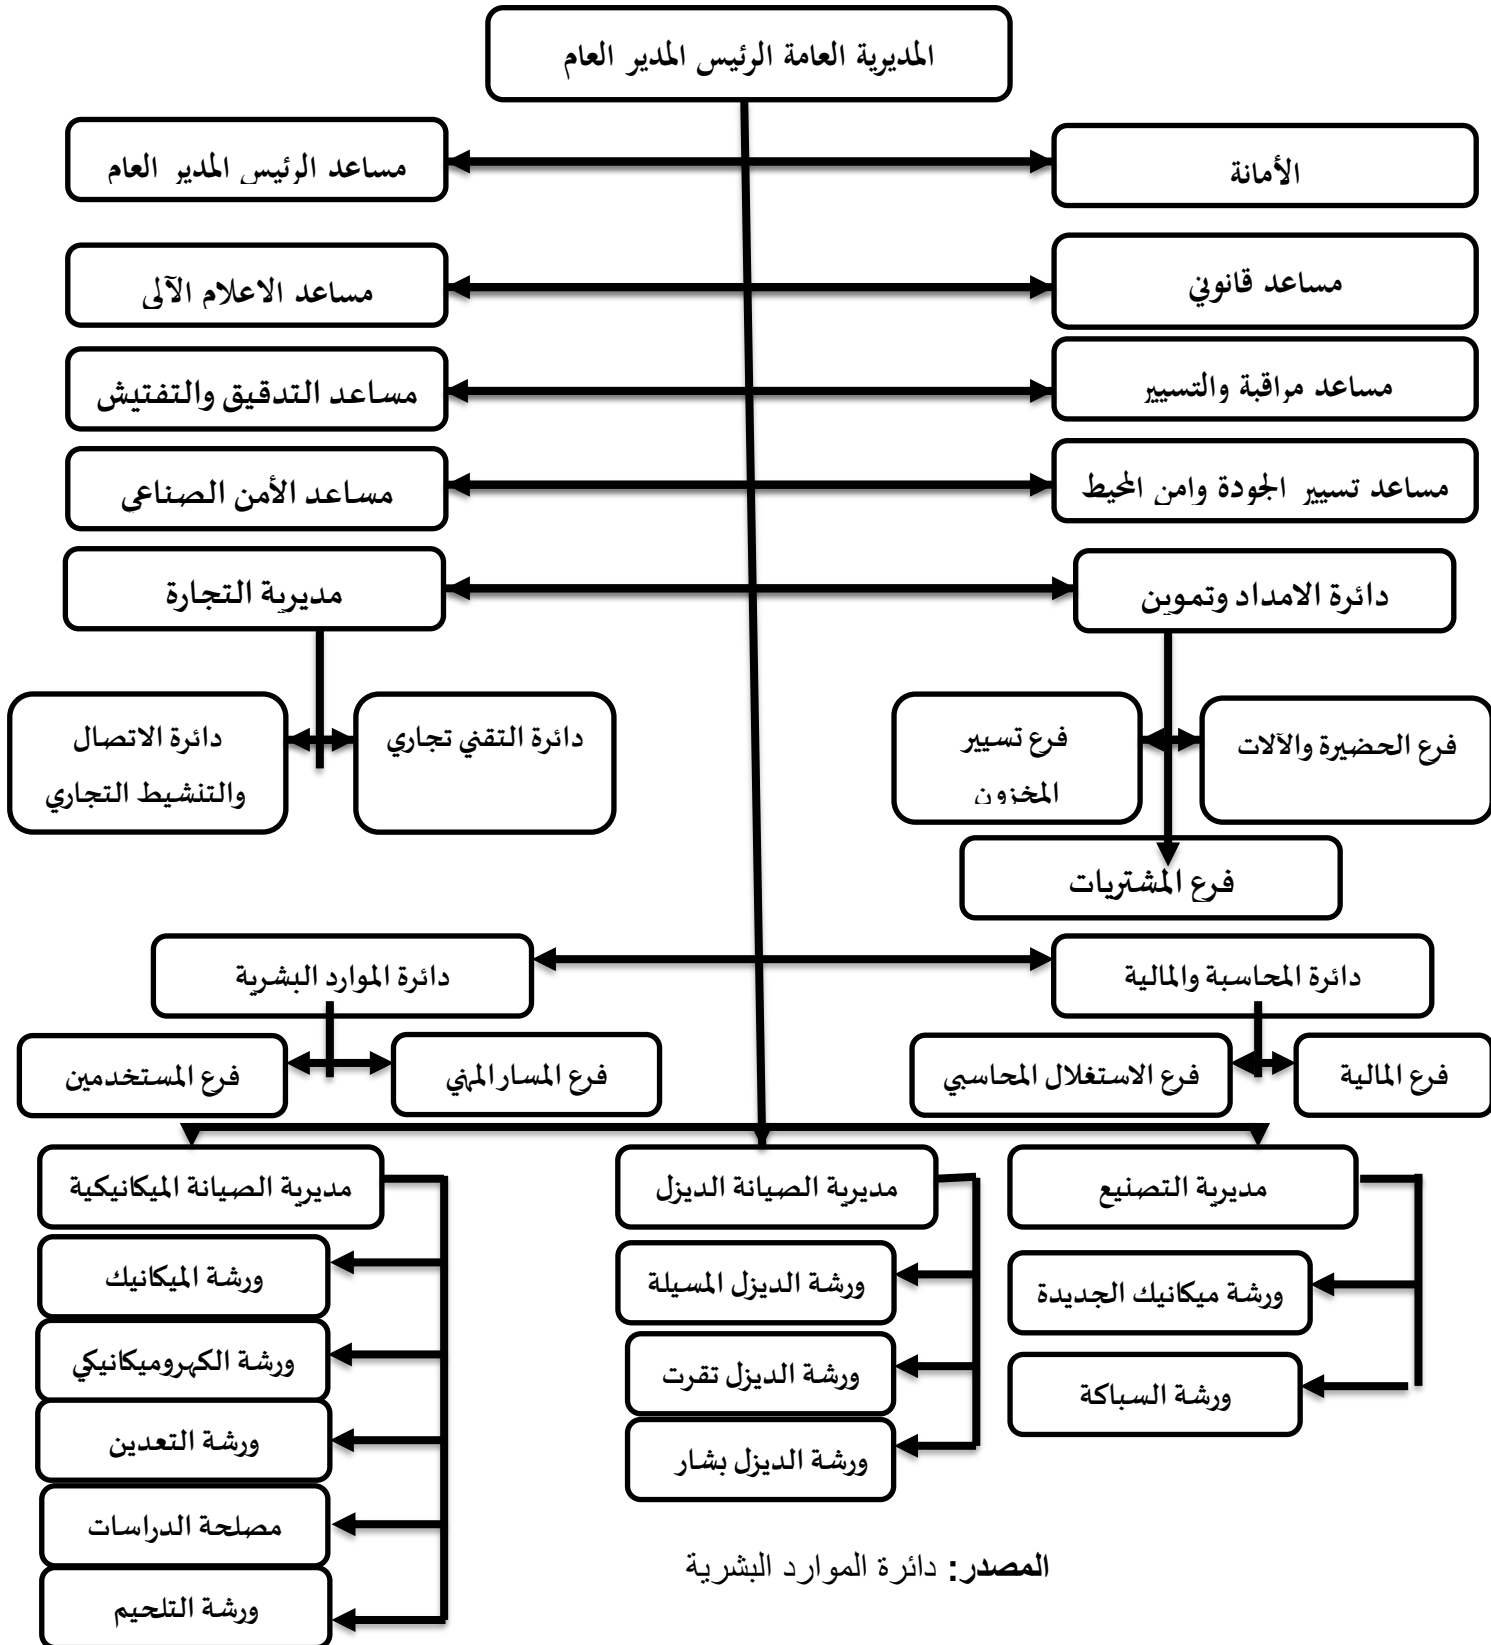 المديرية العامة الرئيس المدير العام
الأمانة
مساعد الرئيس المدير العام
مساعد قانوني
مساعد الاعلام الآلي
مساعد مراقبة والتسيير
مساعد التدقيق والتفتيش
مساعد تسيير الجودة وامن المحيط
مساعد الأمن الصناعي
دائرة الامداد وتموين
مديرية التجارة
فرع الحضيرة والآلات
فرع تسيير
المخزون
دائرة التقني تجاري
دائرة الاتصال
والتنشيط التجاري
فرع المشتريات
دائرة المحاسبة والمالية
دائرة الموارد البشرية
فرع المالية
فرع الاستغلال المحاسبي
فرع المسار المهني
فرع المستخدمين
مديرية التصنيع
مديرية الصيانة الديزل
مديرية الصيانة الميكانيكية
ورشة ميكانيك الجديدة
ورشة السباكة
ورشة الديزل المسيلة
ورشة الديزل تقرت
ورشة الديزل بشار
ورشة الميكانيك
ورشة الكهروميكانيكي
ورشة التعدين
مصلحة الدراسات
ورشة التلحيم
المصدر: دائرة الموارد البشرية